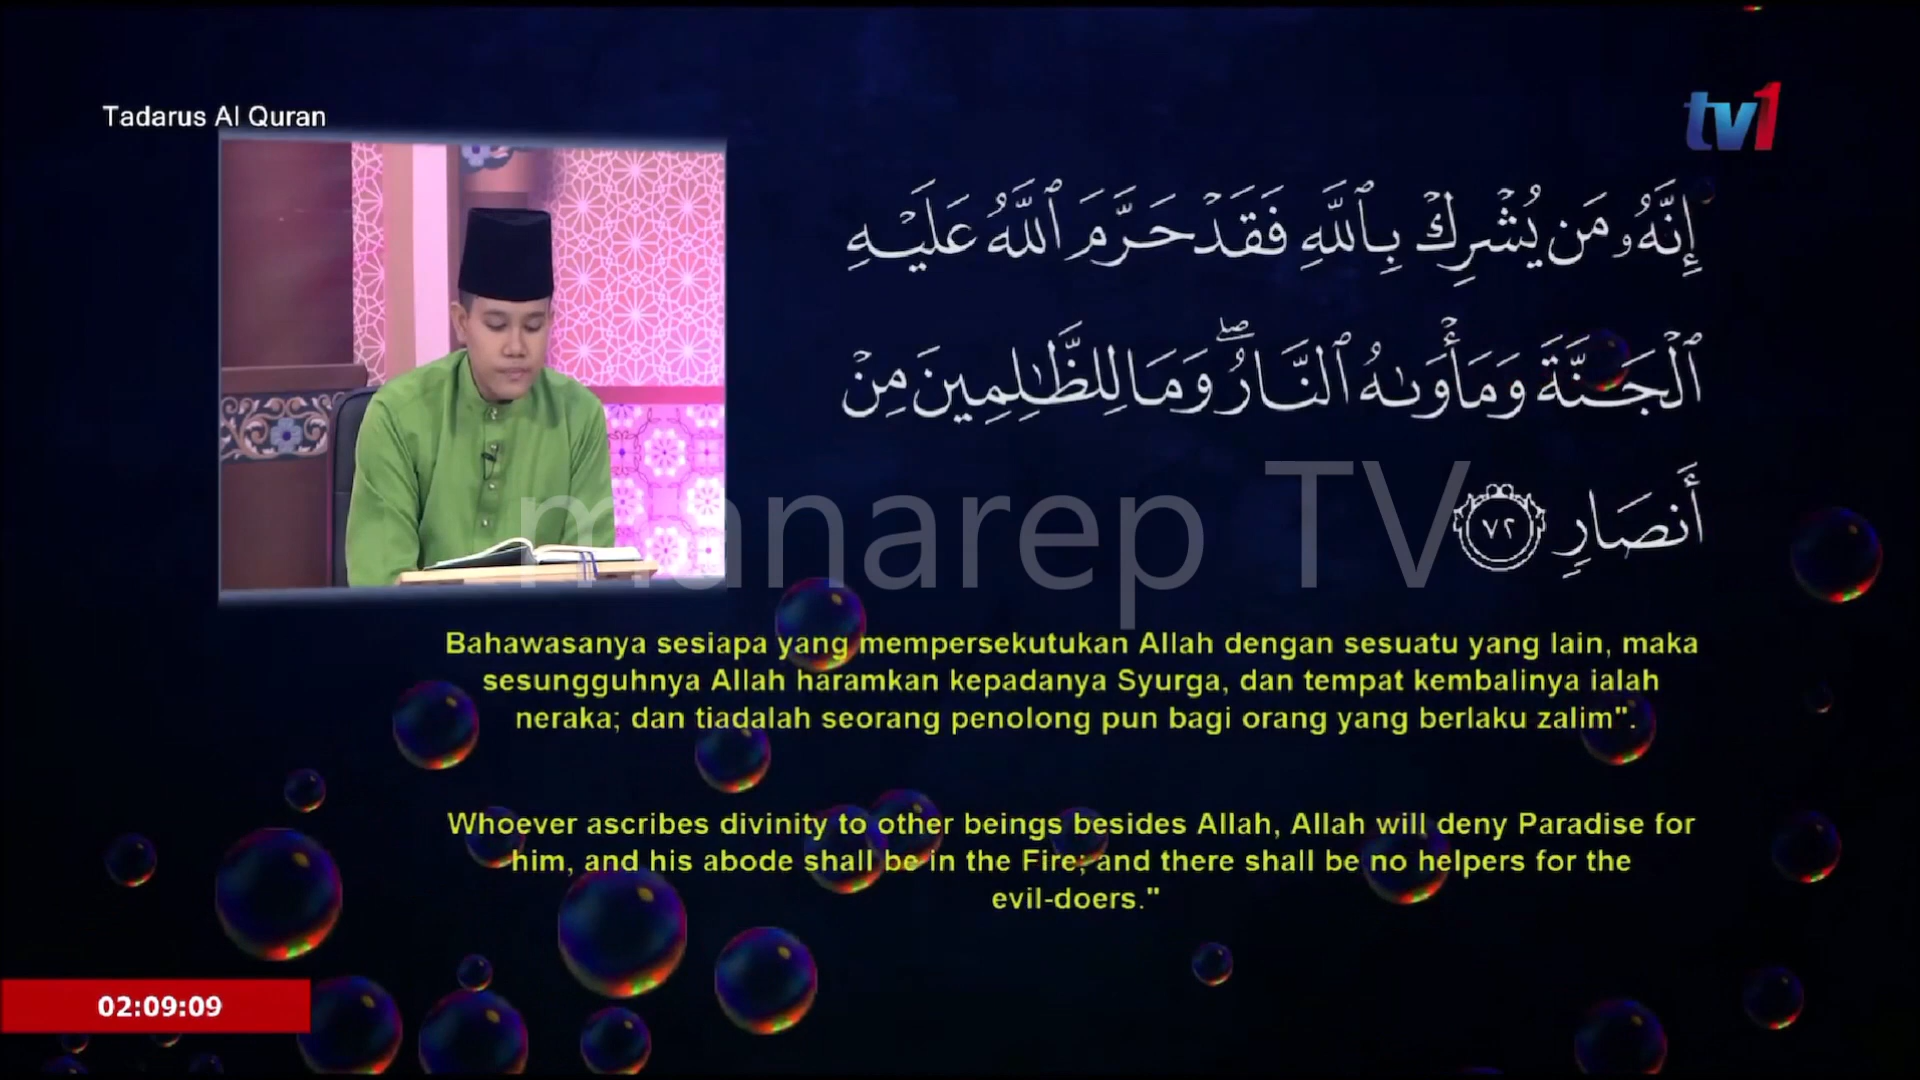 Tadarus Al Quran
tv1
إِنَّهُۥ مَن يُشْرِكْ بِٱللَّهِ فَقَدْ حَرَّمَ ٱللَّهُ عَلَيْهِ
ٱلْجَنَّةَ وَمَأْوَىٰهُ ٱلنَّارُ ۖ وَمَا لِلظَّٰلِمِينَ مِنْ
أَنصَارٍ ٧٢
manarep TV
Bahawasanya sesiapa yang mempersekutukan Allah dengan sesuatu yang lain, maka
sesungguhnya Allah haramkan kepadanya Syurga, dan tempat kembalinya ialah
neraka; dan tiadalah seorang penolong pun bagi orang yang berlaku zalim".
Whoever ascribes divinity to other beings besides Allah, Allah will deny Paradise for
him, and his abode shall be in the Fire; and there shall be no helpers for the
evil-doers."
02:09:09